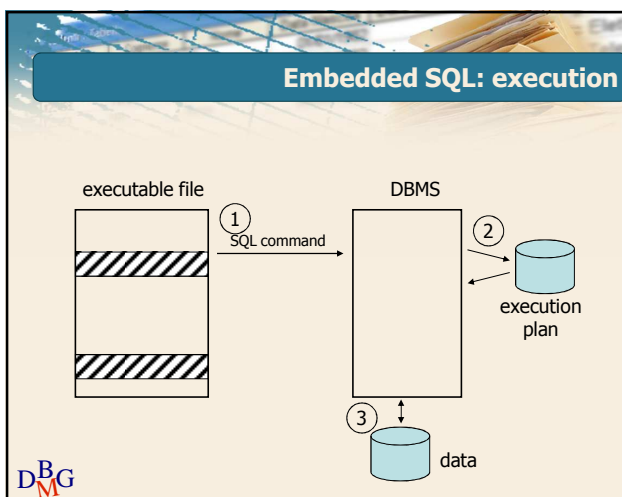 Embedded SQL: execution
executable file
DBMS
1
SQL command
2
execution
plan
3
data
DBMG